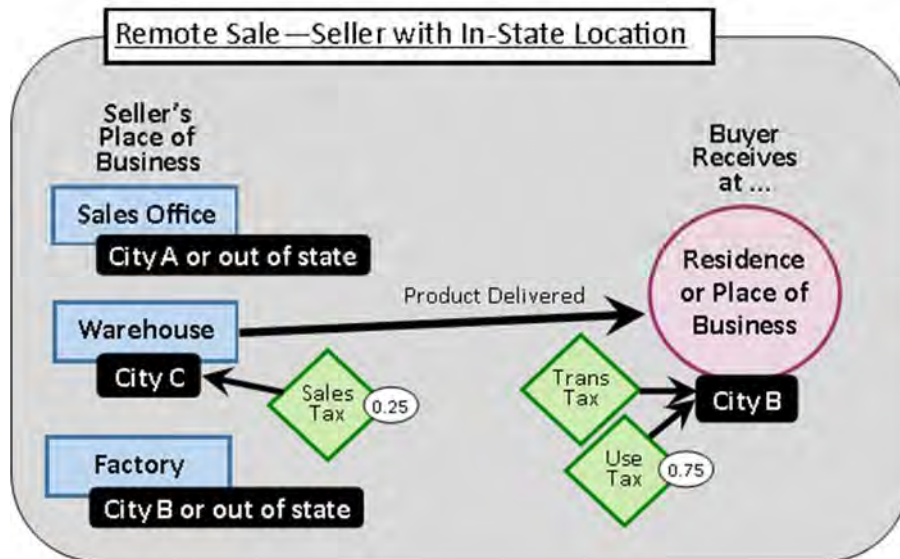 Remote Sale—Seller with In-State Location
Seller's
Place of
Business
Sales Office
City A or out of state
Warehouse
City C
Factory
City B or out of state
Product Delivered
Sales
Tax
0.25
Trans
Tax
Use
Tax
0.75
Buyer
Receives
at ...
Residence
or Place of
Business
City B